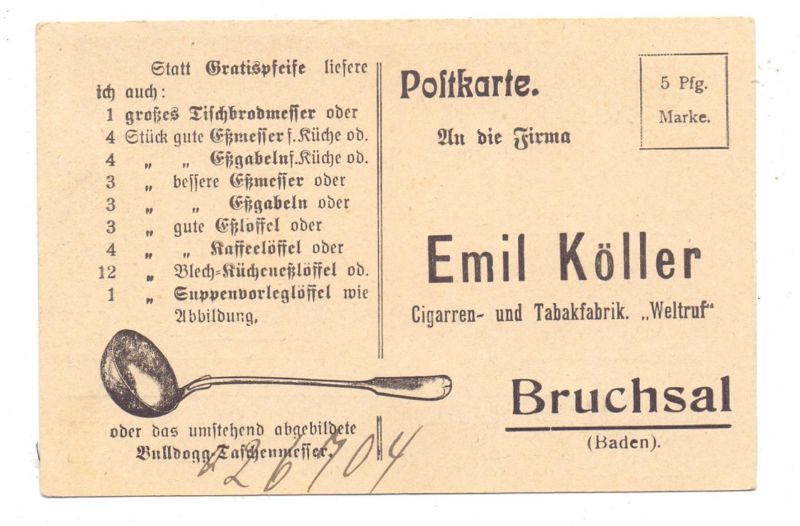 Statt Gratispfeife liefere
ich auch:
1 großes Tischbrodmesser oder
4 Stück gute Eßmesser f. Küche od.
4 „ „ Eßgabeln f. Küche od.
3 „ bessere Eßmesser oder
3 „ „ Eßgabeln oder
3 „ gute Eßlöffel oder
4 „ „ Kaffeelöffel oder
12 „ Blech-Kücheneßlöffel od.
1 „ Suppenvorleglöffel wie
Abbildung,
oder das umstehend abgebildete
Bulldogg-Taschenmesser.
26704
Postkarte.
5 Pfg.
Marke.
An die Firma
Emil Köller
Cigarren- und Tabakfabrik. „Weltruf“
Bruchsal
(Baden).